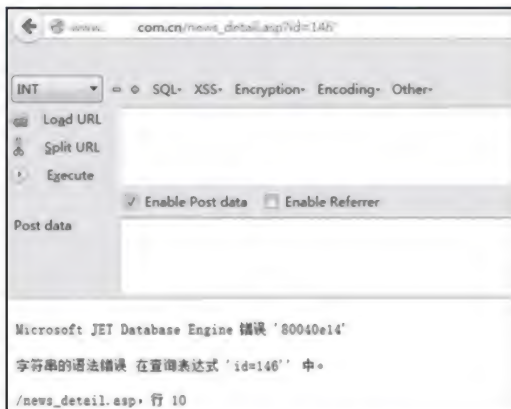 www. com.cn/news_detail.asp?id=146'
INT SQL- XSS- Encryption- Encoding- Other-
Load URL
Split URL
Execute
Enable Post data Enable Referrer
Post data
Microsoft JET Database Engine 错误 '80040e14'
字符串的语法错误 在查询表达式 'id=146'' 中。
/news_detail.asp，行 10